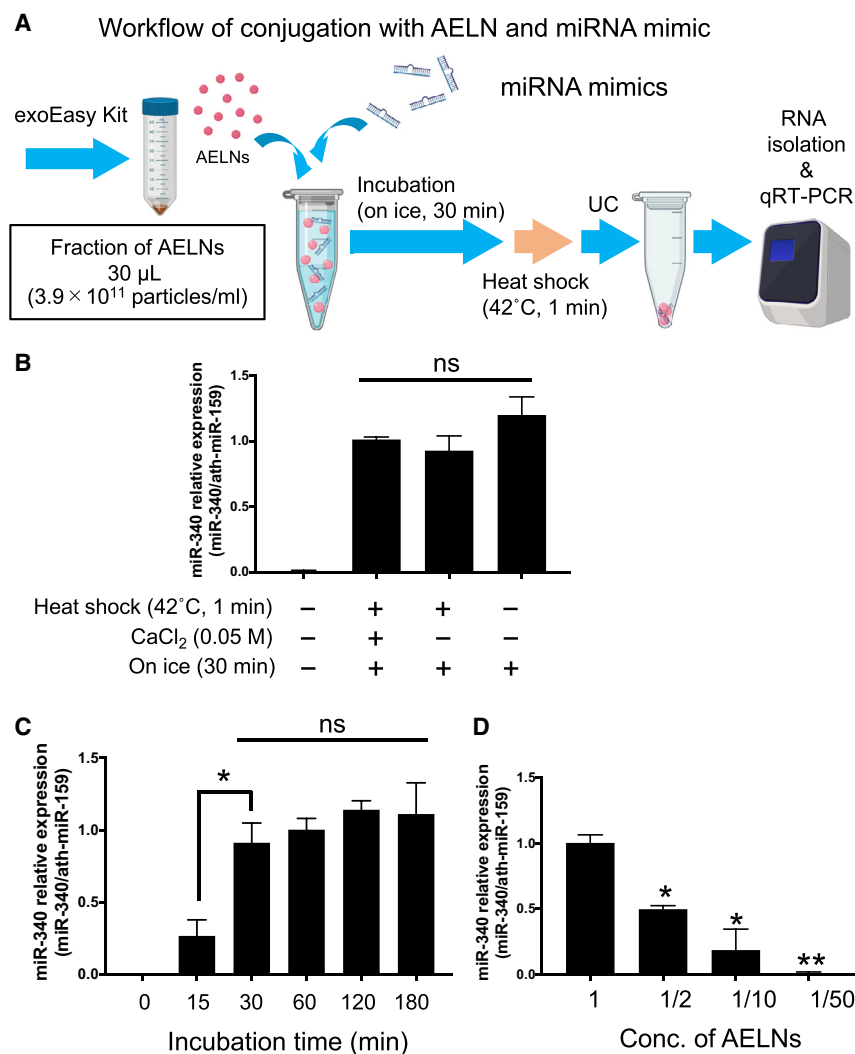 A
Workflow of conjugation with AELN and miRNA mimic
exoEasy Kit
AELNs
miRNA mimics
Fraction of AELNs
30 µL
(3.9 × 10¹¹ particles/ml)
Incubation
(on ice, 30 min)
Heat shock
(42˚C, 1 min)
UC
RNA
isolation
&
qRT-PCR
B
ns
miR-340 relative expression
(miR-340/ath-miR-159)
1.5
1.0
0.5
0.0
Heat shock (42˚C, 1 min) − + + −
CaCl₂ (0.05 M) − + − −
On ice (30 min) − + + +
C
ns
*
miR-340 relative expression
(miR-340/ath-miR-159)
1.5
1.0
0.5
0.0
0 15 30 60 120 180
Incubation time (min)
D
miR-340 relative expression
(miR-340/ath-miR-159)
1.5
1.0
0.5
0.0
* * **
1 1/2 1/10 1/50
Conc. of AELNs